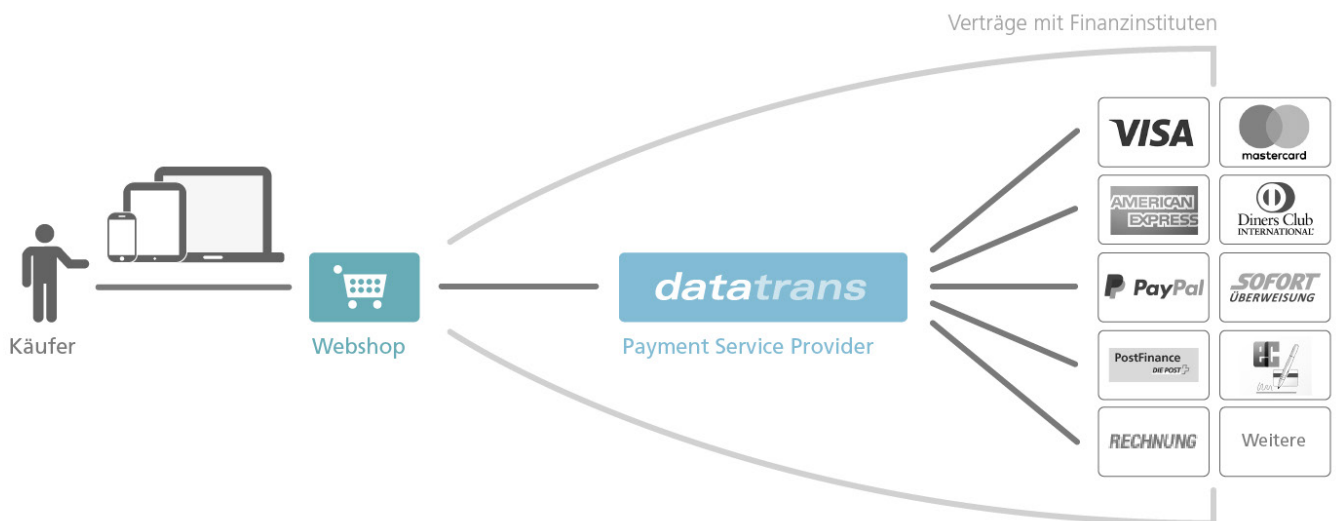 Verträge mit Finanzinstituten
VISA
mastercard
AMERICAN
EXPRESS
Diners Club
INTERNATIONAL
datatrans
PayPal
SOFORT
ÜBERWEISUNG
Käufer
Webshop
Payment Service Provider
PostFinance
DIE POST
ec
RECHNUNG
Weitere